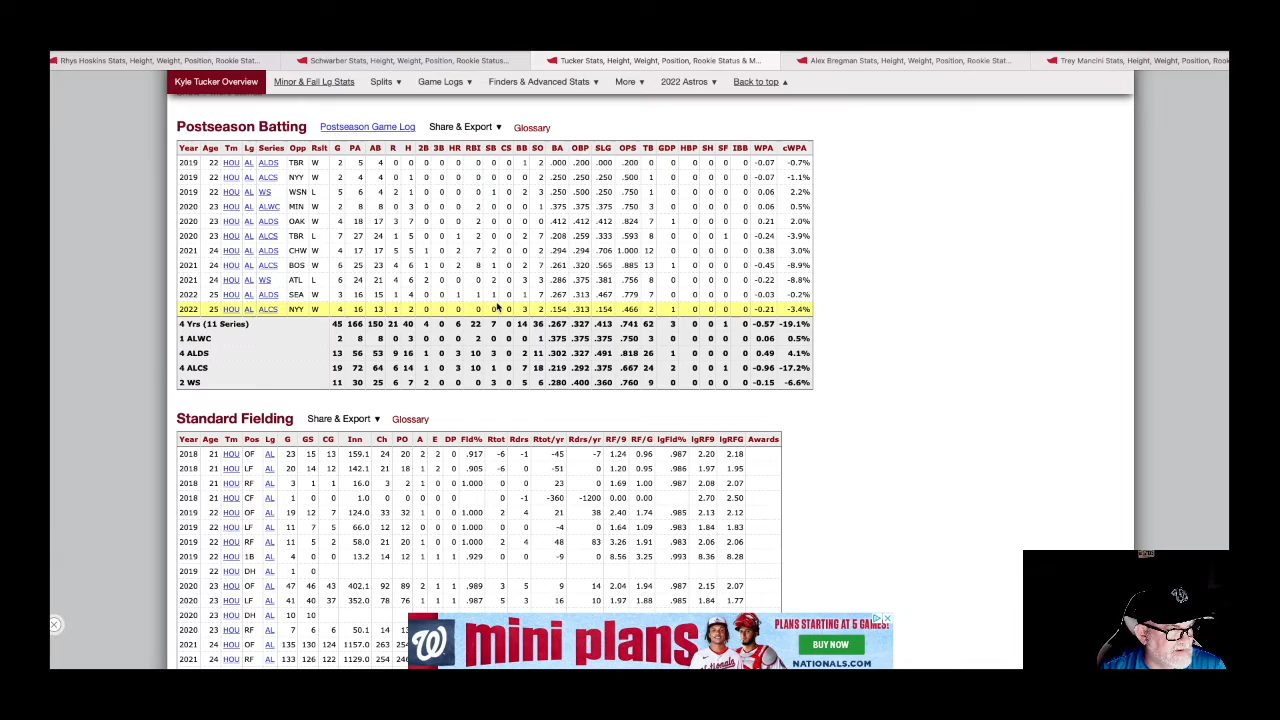 Rhys Hoskins Stats, Height, Weight, Position, Rookie Stat... Schwarber Stats, Height, Weight, Position, Rookie Status... Tucker Stats, Height, Weight, Position, Rookie Status & M... Alex Bregman Stats, Height, Weight, Position, Rookie Stat... Trey Mancini Stats, Height, Weight, Position, Rook
Kyle Tucker Overview Minor & Fall Lg Stats Splits ▼ Game Logs ▼ Finders & Advanced Stats ▼ More ▼ 2022 Astros ▼ Back to top ▲
Postseason Batting Postseason Game Log Share & Export ▼ Glossary
Year Age Tm Lg Series Opp Rslt G PA AB R H 2B 3B HR RBI SB CS BB SO BA OBP SLG OPS TB GDP HBP SH SF IBB WPA cWPA
2019 22 HOU AL ALDS TBR W 2 5 4 0 0 0 0 0 0 0 0 1 2 .000 .200 .000 .200 0 0 0 0 0 0 -0.07 -0.7%
2019 22 HOU AL ALCS NYY W 2 4 4 0 1 0 0 0 0 0 0 0 2 .250 .250 .250 .500 1 0 0 0 0 0 -0.07 -1.1%
2019 22 HOU AL WS WSN L 5 6 4 2 1 0 0 0 0 1 0 2 3 .250 .500 .250 .750 1 0 0 0 0 0 0.06 2.2%
2020 23 HOU AL ALWC MIN W 2 8 8 0 3 0 0 0 2 0 0 0 1 .375 .375 .375 .750 3 0 0 0 0 0 0.06 0.5%
2020 23 HOU AL ALDS OAK W 4 18 17 3 7 0 0 0 2 0 0 0 0 .412 .412 .412 .824 7 1 0 0 0 0 0.21 2.0%
2020 23 HOU AL ALCS TBR L 7 27 24 1 5 0 0 1 2 0 0 2 7 .208 .259 .333 .593 8 0 0 0 1 0 -0.24 -3.9%
2021 24 HOU AL ALDS CHW W 4 17 17 5 5 1 0 2 7 2 0 0 2 .294 .294 .706 1.000 12 0 0 0 0 0 0.38 3.0%
2021 24 HOU AL ALCS BOS W 6 25 23 4 6 1 0 2 8 1 0 2 7 .261 .320 .565 .885 13 1 0 0 0 0 -0.45 -8.9%
2021 24 HOU AL WS ATL L 6 24 21 4 6 2 0 0 0 2 0 3 3 .286 .375 .381 .756 8 0 0 0 0 0 -0.22 -8.8%
2022 25 HOU AL ALDS SEA W 3 16 15 1 4 0 0 1 1 1 0 1 7 .267 .313 .467 .779 7 0 0 0 0 0 -0.03 -0.2%
2022 25 HOU AL ALCS NYY W 4 16 13 1 2 0 0 0 0 0 0 3 2 .154 .313 .154 .466 2 1 0 0 0 0 -0.21 -3.4%
4 Yrs (11 Series) 45 166 150 21 40 4 0 6 22 7 0 14 36 .267 .327 .413 .741 62 3 0 0 1 0 -0.57 -19.1%
1 ALWC 2 8 8 0 3 0 0 0 2 0 0 0 1 .375 .375 .375 .750 3 0 0 0 0 0 0.06 0.5%
4 ALDS 13 56 53 9 16 1 0 3 10 3 0 2 11 .302 .327 .491 .818 26 1 0 0 0 0 0.49 4.1%
4 ALCS 19 72 64 6 14 1 0 3 10 1 0 7 18 .219 .292 .375 .667 24 2 0 0 1 0 -0.96 -17.2%
2 WS 11 30 25 6 7 2 0 0 0 3 0 5 6 .280 .400 .360 .760 9 0 0 0 0 0 -0.15 -6.6%
Standard Fielding Share & Export ▼ Glossary
Year Age Tm Pos Lg G GS CG Inn Ch PO A E DP Fld% Rtot Rdrs Rtot/yr Rdrs/yr RF/9 RF/G lgFld% lgRF9 lgRFG Awards
2018 21 HOU OF AL 23 15 13 159.1 24 20 2 2 0 .917 -6 -1 -45 -7 1.24 0.96 .987 2.20 2.18
2018 21 HOU LF AL 20 14 12 142.1 21 18 1 2 0 .905 -6 0 -51 0 1.20 0.95 .986 1.97 1.95
2018 21 HOU RF AL 3 1 1 16.0 3 2 1 0 0 1.000 0 0 23 0 1.69 1.00 .987 2.08 2.07
2018 21 HOU CF AL 1 0 0 1.0 0 0 0 0 0 0 -1 -360 -1200 0.00 0.00 2.70 2.50
2019 22 HOU OF AL 19 12 7 124.0 33 32 1 0 0 1.000 2 4 21 38 2.40 1.74 .985 2.13 2.12
2019 22 HOU LF AL 11 7 5 66.0 12 12 0 0 0 1.000 0 0 -4 0 1.64 1.09 .983 1.84 1.83
2019 22 HOU RF AL 11 5 2 58.0 21 20 1 0 0 1.000 2 4 48 83 3.26 1.91 .983 2.06 2.06
2019 22 HOU 1B AL 4 0 0 13.2 14 12 1 1 1 .929 0 0 -9 0 8.56 3.25 .993 8.36 8.28
2019 22 HOU DH AL 1 0
2020 23 HOU OF AL 47 46 43 402.1 92 89 2 1 1 .989 3 5 9 14 2.04 1.94 .987 2.15 2.07
2020 23 HOU LF AL 41 40 37 352.0 78 76 1 1 1 .987 5 3 16 10 1.97 1.88 .985 1.84 1.77
2020 23 HOU DH AL 10 10
2020 23 HOU RF AL 7 6 6 50.1 14
2021 24 HOU OF AL 135 130 124 1157.0 263
2021 24 HOU RF AL 133 126 122 1129.0 254
W mini plans PLANS STARTING AT 5 GAMES!
Nationals
BUY NOW
NATIONALS.COM